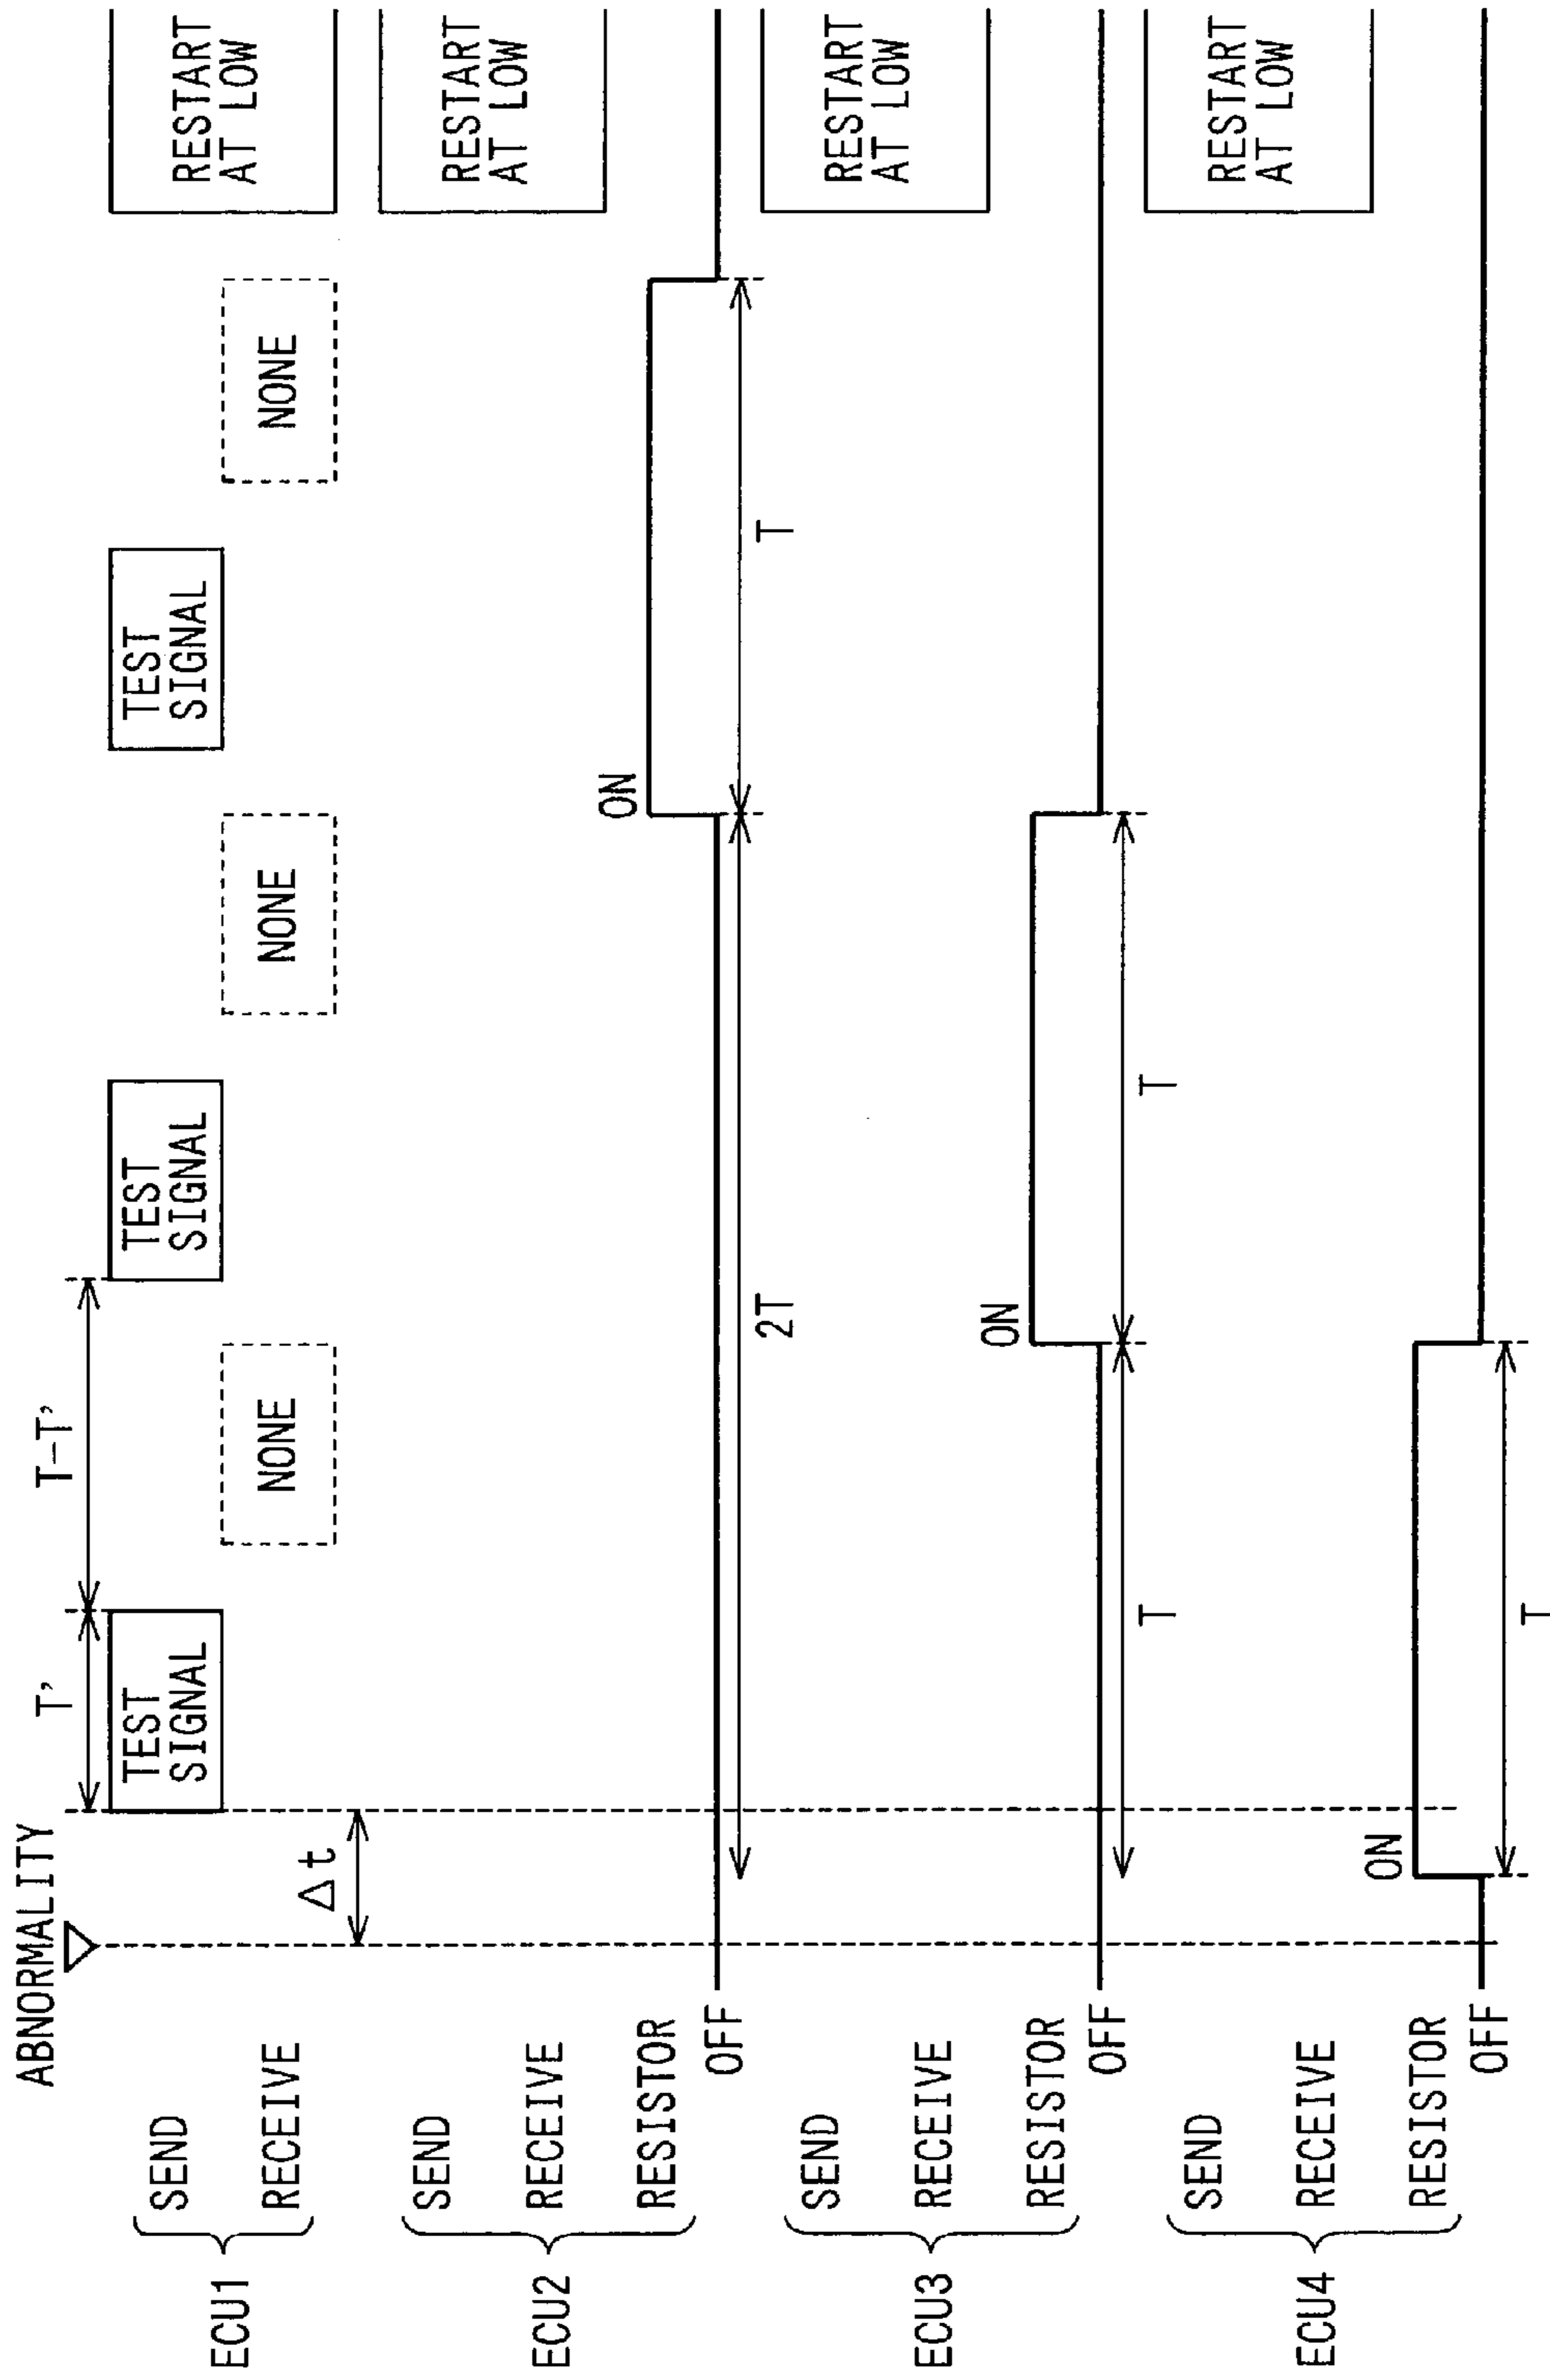 ABNORMALITY
T'
T-T'
Δt
ECU1
SEND
TEST
SIGNAL
TEST
SIGNAL
TEST
SIGNAL
RESTART
AT LOW
RECEIVE
NONE
NONE
NONE
ECU2
SEND
RECEIVE
RESTART
AT LOW
RESISTOR
OFF
ON
2T
T
ECU3
SEND
RECEIVE
RESTART
AT LOW
RESISTOR
OFF
ON
T
T
ECU4
SEND
RECEIVE
RESTART
AT LOW
RESISTOR
OFF
ON
T